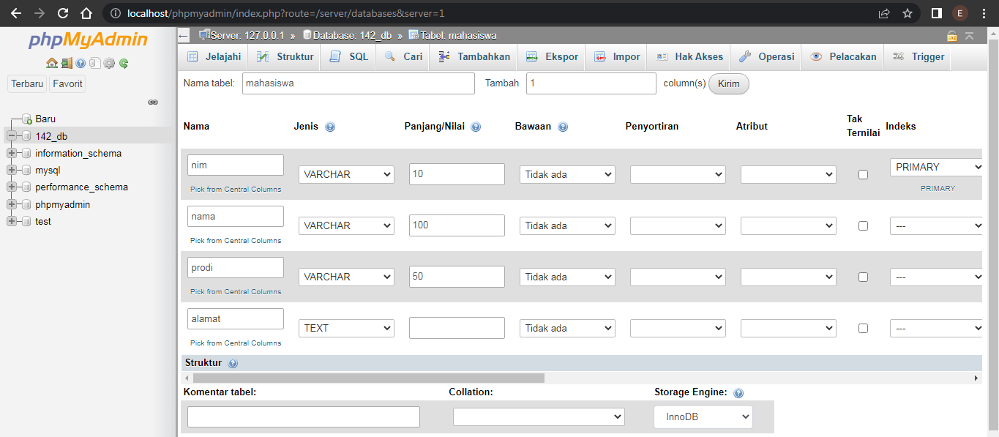 localhost/phpmyadmin/index.php?route=/server/databases&server=1
E
phpMyAdmin
Terbaru Favorit
Baru
142_db
information_schema
mysql
performance_schema
phpmyadmin
test
← Server: 127.0.0.1 » Database: 142_db » Tabel: mahasiswa
Jelajahi Struktur SQL Cari Tambahkan Ekspor Impor Hak Akses Operasi Pelacakan Trigger
Nama tabel: mahasiswa Tambah 1 column(s) Kirim
Nama Jenis Panjang/Nilai Bawaan Penyortiran Atribut Tak Ternilai Indeks
nim VARCHAR 10 Tidak ada PRIMARY
Pick from Central Columns PRIMARY
nama VARCHAR 100 Tidak ada ---
Pick from Central Columns
prodi VARCHAR 50 Tidak ada ---
Pick from Central Columns
alamat TEXT Tidak ada ---
Pick from Central Columns
Struktur
Komentar tabel: Collation: Storage Engine:
InnoDB